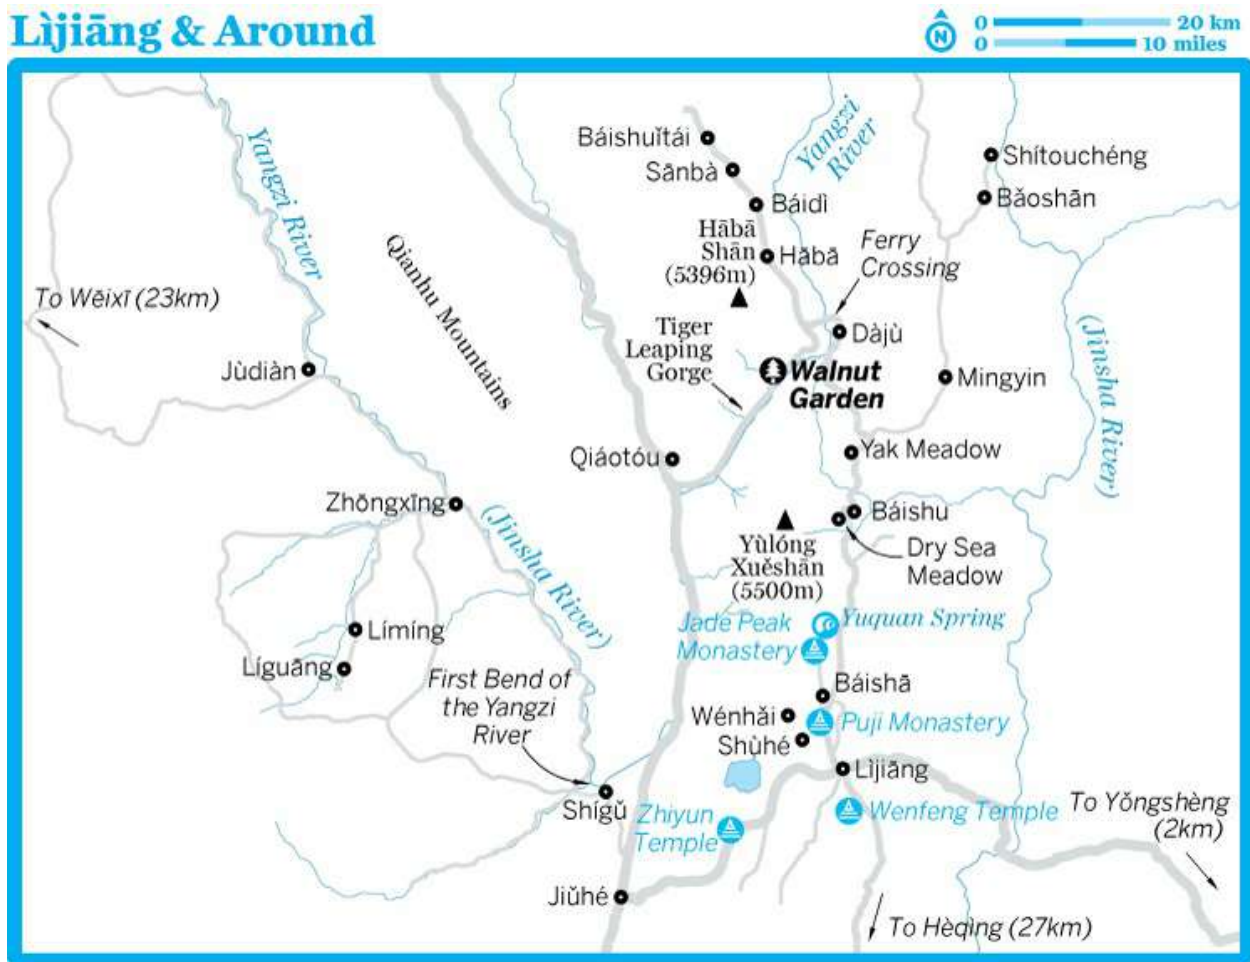 Lìjiāng & Around
N
0 20 km
0 10 miles
Yangzi River
Yangzi
River
Báishuǐtái
Sānbà
Báidì
Shítouchéng
Bǎoshān
Hābā
Shān
(5396m)
Hābā
Ferry
Crossing
To Wēixī (23km)
Qianhu Mountains
Tiger
Leaping
Gorge
Dàjù
(Jinsha River)
Jùdiàn
Walnut
Garden
Mingyin
Qiáotóu
Yak Meadow
Zhōngxīng
(Jinsha River)
Báishu
Yùlóng
Xuěshān
(5500m)
Dry Sea
Meadow
Jade Peak
Monastery
Yuquan Spring
Límíng
Líguāng
First Bend of
the Yangzi
River
Báishā
Wénhǎi
Puji Monastery
Shùhé
Lìjiāng
Shígǔ
Zhiyun
Temple
Wenfeng Temple
To Yǒngshèng
(2km)
Jiǔhé
To Hèqìng (27km)